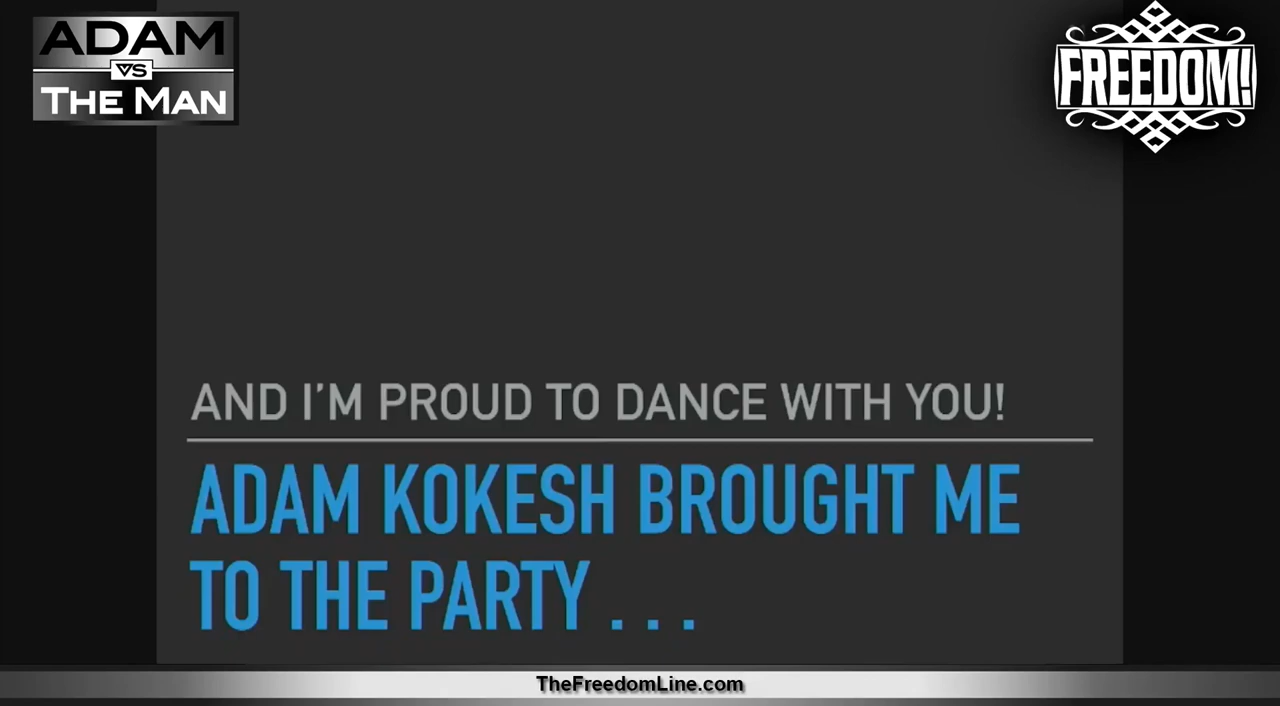 ADAM
VS
THE MAN
FREEDOM!
AND I'M PROUD TO DANCE WITH YOU!
ADAM KOKESH BROUGHT ME
TO THE PARTY . . .
TheFreedomLine.com